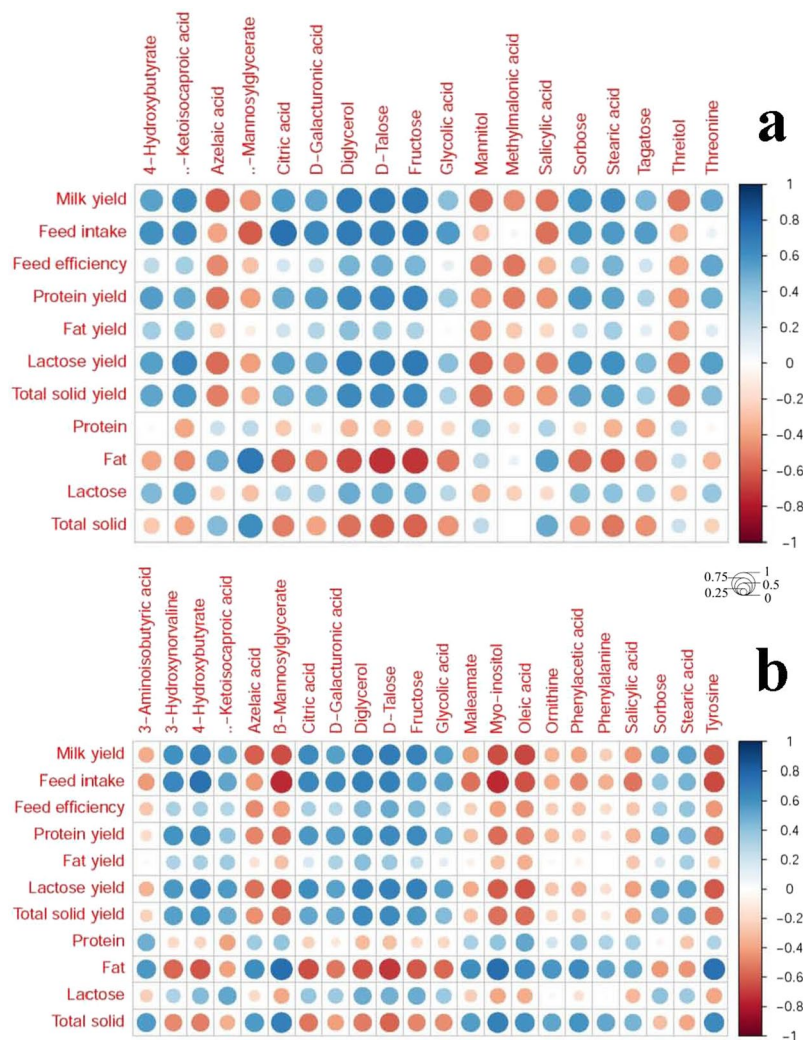 4-Hydroxybutyrate
..-Ketoisocaproic acid
Azelaic acid
..-Mannosylglycerate
Citric acid
D-Galacturonic acid
Diglycerol
D-Talose
Fructose
Glycolic acid
Mannitol
Methylmalonic acid
Salicylic acid
Sorbose
Stearic acid
Tagatose
Threitol
Threonine
a
Milk yield
Feed intake
Feed efficiency
Protein yield
Fat yield
Lactose yield
Total solid yield
Protein
Fat
Lactose
Total solid
1
0.8
0.6
0.4
0.2
0
-0.2
-0.4
-0.6
-0.8
-1
0.75
0.25
1
0.5
0
3-Aminoisobutyric acid
3-Hydroxynorvaline
4-Hydroxybutyrate
..-Ketoisocaproic acid
Azelaic acid
β-Mannosylglycerate
Citric acid
D-Galacturonic acid
Diglycerol
D-Talose
Fructose
Glycolic acid
Maleamate
Myo-inositol
Oleic acid
Ornithine
Phenylacetic acid
Phenylalanine
Salicylic acid
Sorbose
Stearic acid
Tyrosine
b
Milk yield
Feed intake
Feed efficiency
Protein yield
Fat yield
Lactose yield
Total solid yield
Protein
Fat
Lactose
Total solid
1
0.8
0.6
0.4
0.2
0
-0.2
-0.4
-0.6
-0.8
-1